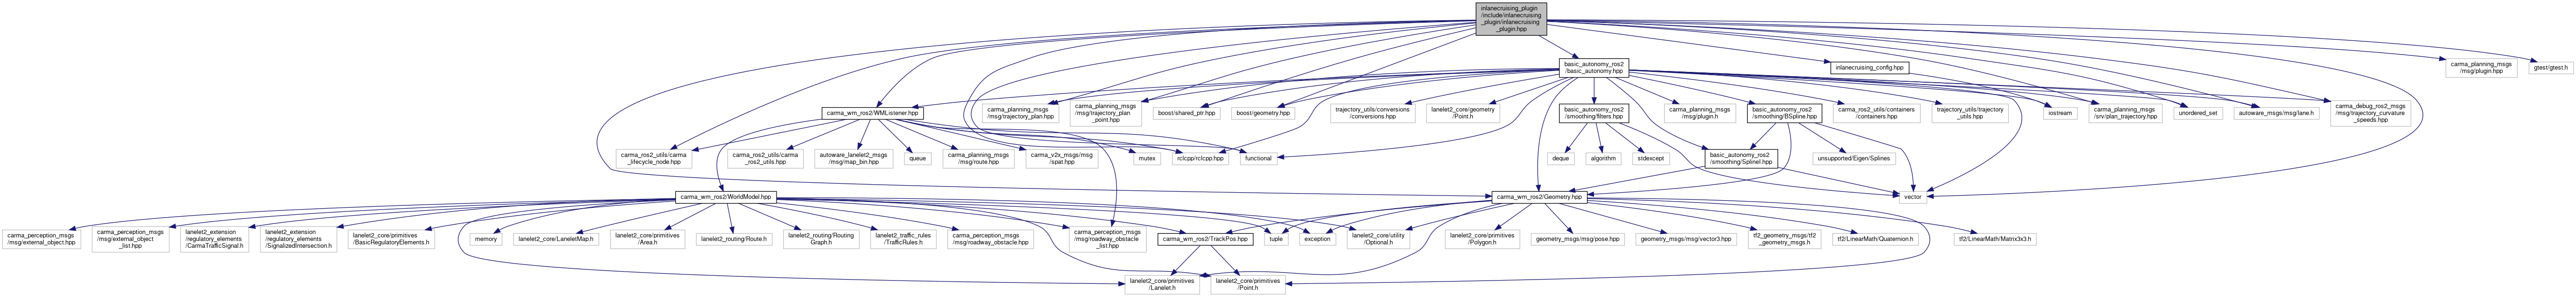 inlanecruising_plugin
/include/inlanecruising
_plugin/inlanecruising
_plugin.hpp
basic_autonomy_ros2
/basic_autonomy.hpp
inlanecruising_config.hpp
carma_planning_msgs
/msg/plugin.hpp
gtest/gtest.h
carma_wm_ros2/WMListener.hpp
carma_planning_msgs
/msg/trajectory_plan.hpp
carma_planning_msgs
/msg/trajectory_plan
_point.hpp
boost/shared_ptr.hpp
boost/geometry.hpp
trajectory_utils/conversions
/conversions.hpp
lanelet2_core/geometry
/Point.h
basic_autonomy_ros2
/smoothing/filters.hpp
carma_planning_msgs
/msg/plugin.h
basic_autonomy_ros2
/smoothing/BSpline.hpp
carma_ros2_utils/containers
/containers.hpp
trajectory_utils/trajectory
_utils.hpp
iostream
carma_planning_msgs
/srv/plan_trajectory.hpp
unordered_set
autoware_msgs/msg/lane.h
carma_debug_ros2_msgs
/msg/trajectory_curvature
_speeds.hpp
carma_ros2_utils/carma
_lifecycle_node.hpp
carma_ros2_utils/carma
_ros2_utils.hpp
autoware_lanelet2_msgs
/msg/map_bin.hpp
queue
carma_planning_msgs
/msg/route.hpp
carma_v2x_msgs/msg
/spat.hpp
mutex
rclcpp/rclcpp.hpp
functional
deque
algorithm
stdexcept
basic_autonomy_ros2
/smoothing/SplineI.hpp
unsupported/Eigen/Splines
carma_wm_ros2/WorldModel.hpp
carma_wm_ros2/Geometry.hpp
vector
carma_perception_msgs
/msg/external_object.hpp
carma_perception_msgs
/msg/external_object
_list.hpp
lanelet2_extension
/regulatory_elements
/CarmaTrafficSignal.h
lanelet2_extension
/regulatory_elements
/SignalizedIntersection.h
lanelet2_core/primitives
/BasicRegulatoryElements.h
memory
lanelet2_core/LaneletMap.h
lanelet2_core/primitives
/Area.h
lanelet2_routing/Route.h
lanelet2_routing/Routing
Graph.h
lanelet2_traffic_rules
/TrafficRules.h
carma_perception_msgs
/msg/roadway_obstacle.hpp
carma_perception_msgs
/msg/roadway_obstacle
_list.hpp
carma_wm_ros2/TrackPos.hpp
tuple
exception
lanelet2_core/utility
/Optional.h
lanelet2_core/primitives
/Polygon.h
geometry_msgs/msg/pose.hpp
geometry_msgs/msg/vector3.hpp
tf2_geometry_msgs/tf2
_geometry_msgs.h
tf2/LinearMath/Quaternion.h
tf2/LinearMath/Matrix3x3.h
lanelet2_core/primitives
/Lanelet.h
lanelet2_core/primitives
/Point.h